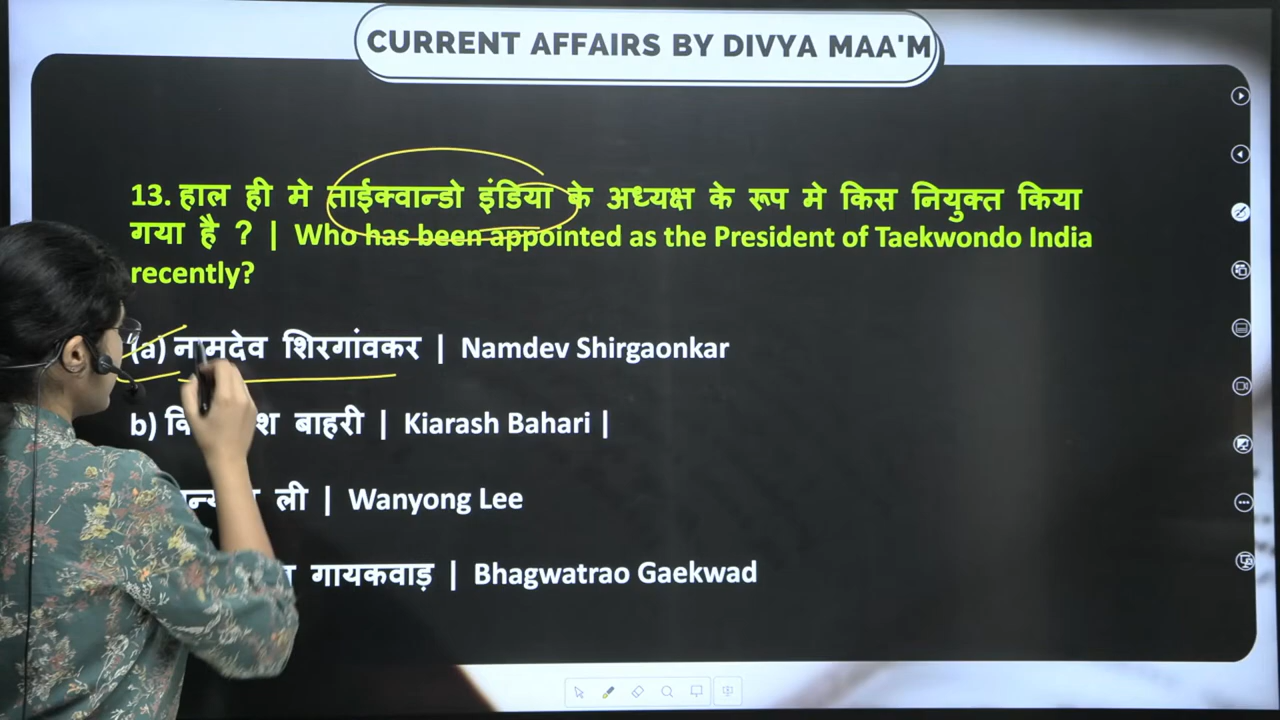 CURRENT AFFAIRS BY DIVYA MAA'M
13. हाल ही मे ताईक्वान्डो इंडिया के अध्यक्ष के रूप मे किस नियुक्त किया
गया है ? | Who has been appointed as the President of Taekwondo India
recently?
(a) नामदेव शिरगांवकर | Namdev Shirgaonkar
b) बाहरी | Kiarash Bahari |
ली | Wanyong Lee
गायकवाड़ | Bhagwatrao Gaekwad